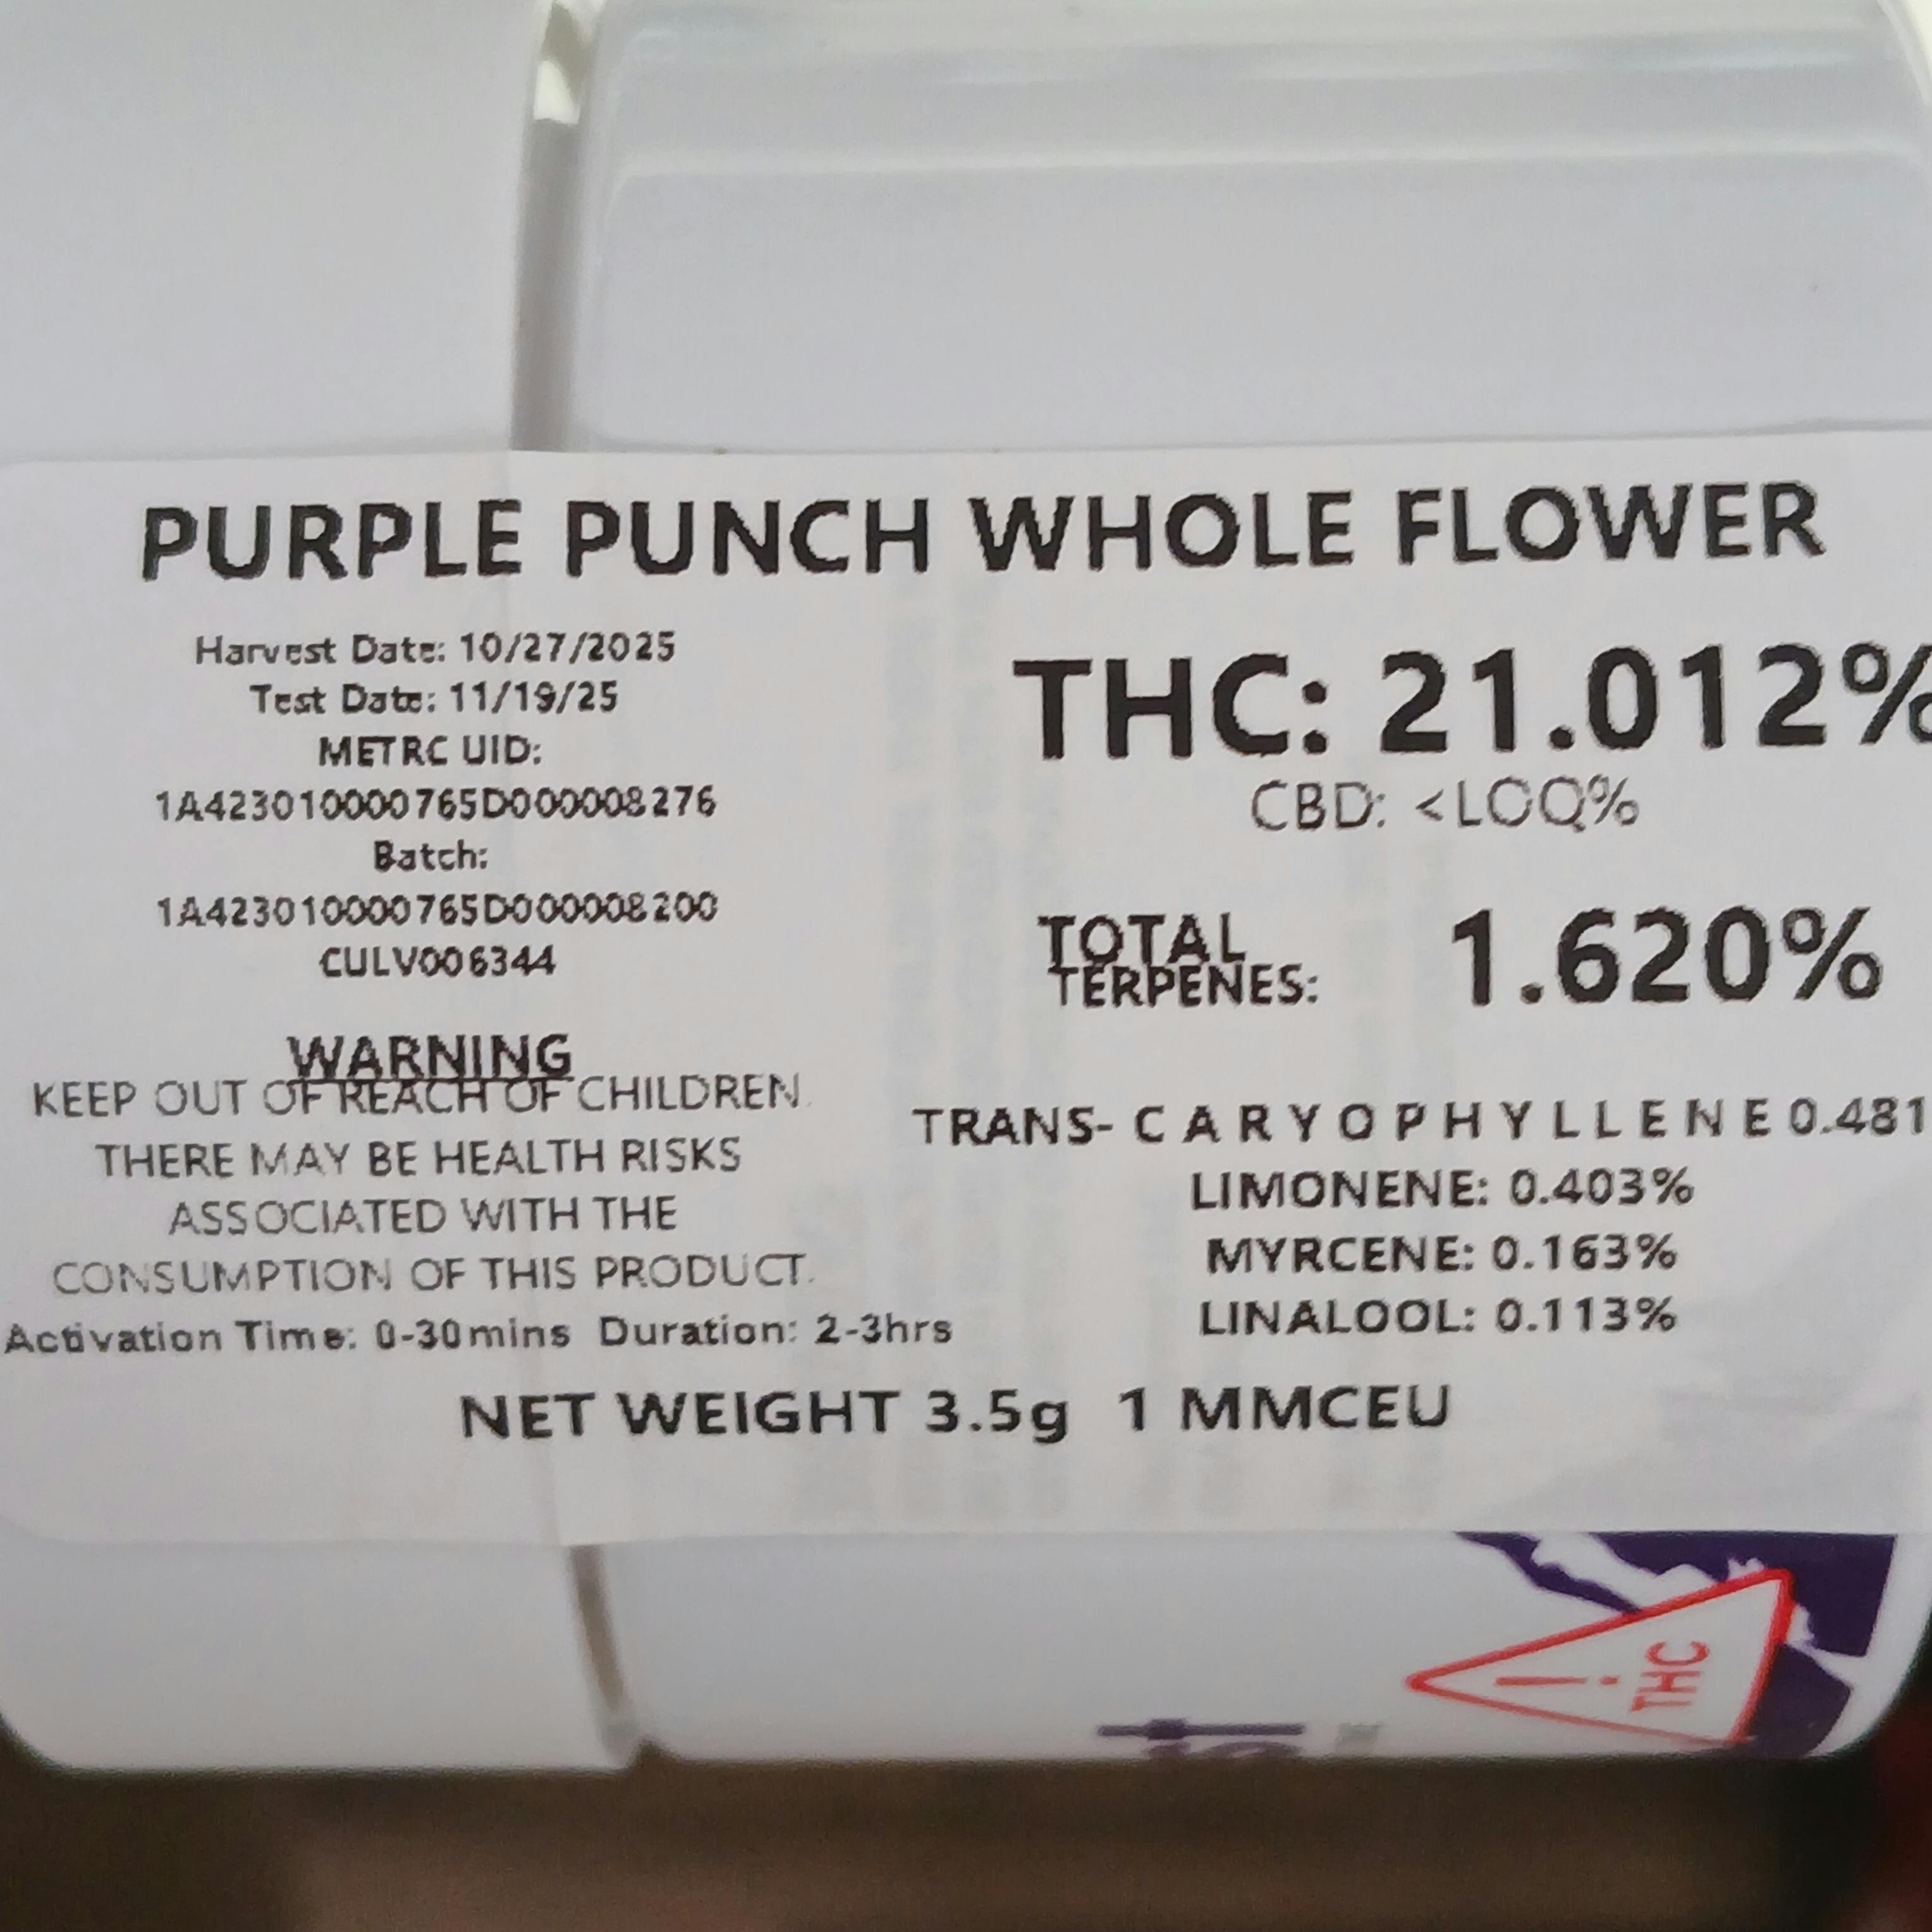 PURPLE PUNCH WHOLE FLOWER
Harvest Date: 10/27/2025
Test Date: 11/19/25
METRC UID:
1A423010000765D000008276
Batch:
1A423010000765D000008200
CULV006344
WARNING
KEEP OUT OF REACH OF CHILDREN.
THERE MAY BE HEALTH RISKS
ASSOCIATED WITH THE
CONSUMPTION OF THIS PRODUCT.
Activation Time: 0-30mins Duration: 2-3hrs
THC: 21.012%
CBD: <LOQ%
TOTAL
TERPENES: 1.620%
TRANS- CARYOPHYLLENE 0.481
LIMONENE: 0.403%
MYRCENE: 0.163%
LINALOOL: 0.113%
NET WEIGHT 3.5g 1 MMCEU
!
THC